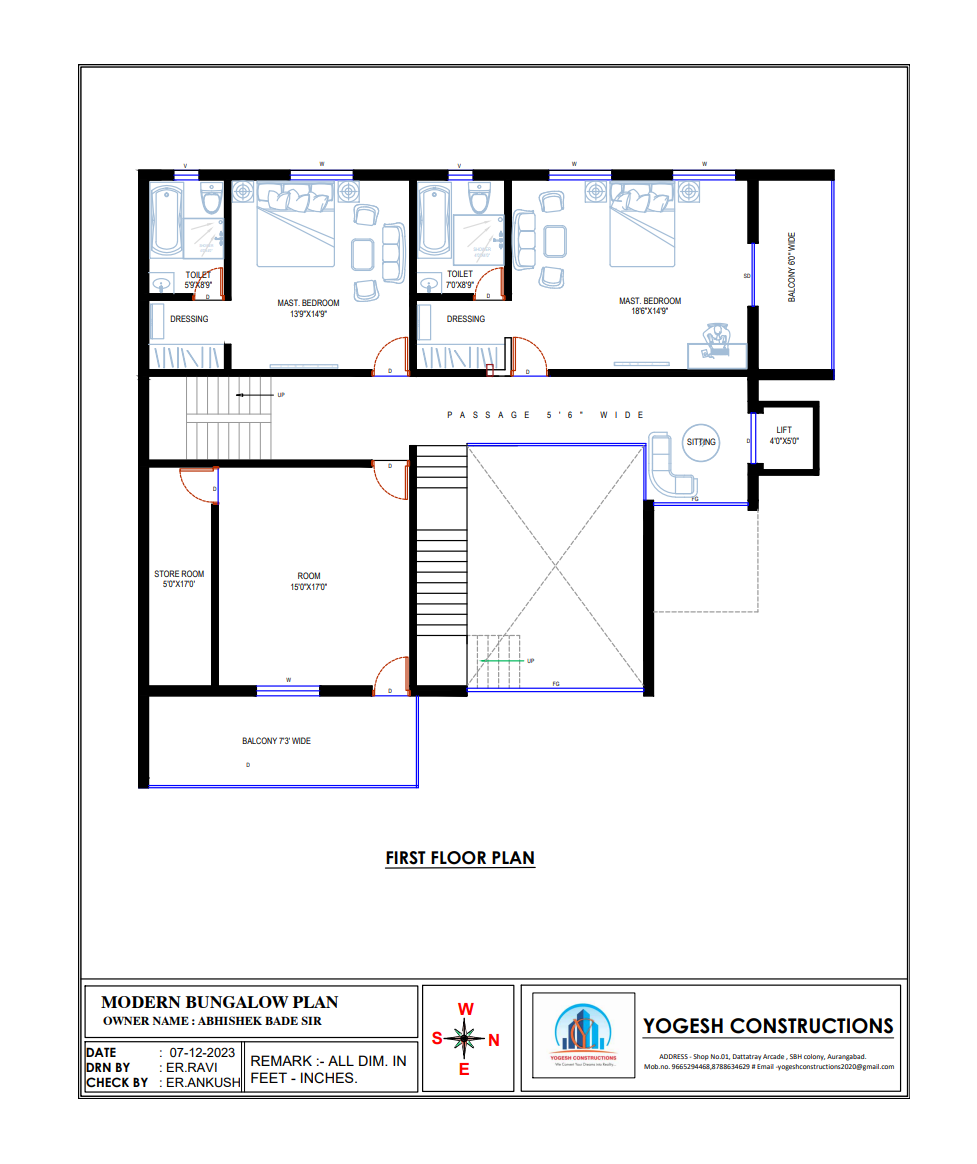 V
W
V
W
W
TOILET
5'9"X8'9"
D
DRESSING
MAST. BEDROOM
13'9"X14'9"
D
TOILET
7'0"X8'9"
D
DRESSING
MAST. BEDROOM
18'6"X14'9"
D
SD
BALCONY 6'0" WIDE
UP
PASSAGE 5'6" WIDE
SITTING
D
LIFT
4'0"X5'0"
D
D
FG
STORE ROOM
5'0"X17'0'
ROOM
15'0"X17'0"
UP
W
D
FG
BALCONY 7'3' WIDE
D
FIRST FLOOR PLAN
MODERN BUNGALOW PLAN
OWNER NAME : ABHISHEK BADE SIR
DATE : 07-12-2023
DRN BY : ER.RAVI
CHECK BY : ER.ANKUSH
REMARK :- ALL DIM. IN
FEET - INCHES.
W
S N
E
YOGESH CONSTRUCTIONS
We Convert Your Dreams into Reality...
YOGESH CONSTRUCTIONS
ADDRESS - Shop No.01, Dattatray Arcade , SBH colony, Aurangabad.
Mob.no. 9665294468,8788634629 # Email -yogeshconstructions2020@gmail.com